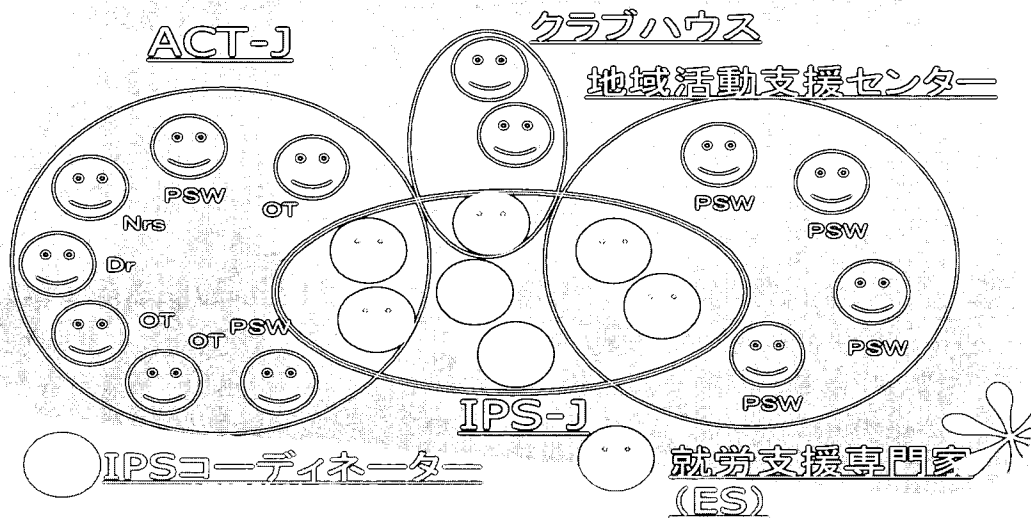 ACT-J
クラブハウス
地域活動支援センター
PSW
OT
Nrs
Dr
OT
OT
PSW
PSW
PSW
PSW
PSW
IPS-J
IPSコーディネーター
就労支援専門家
(ES)